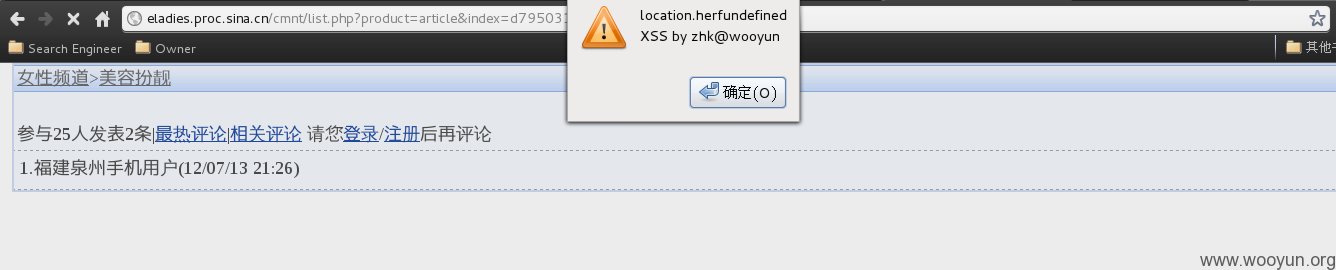 eladies.proc.sina.cn/cmnt/list.php?product=article&index=d795031
location.herfundefined
XSS by zhk@wooyun
确定(O)
Search Engineer
Owner
其他
女性频道>美容扮靓
参与25人发表2条|最热评论|相关评论 请您登录/注册后再评论
1.福建泉州手机用户(12/07/13 21:26)
www.wooyun.org